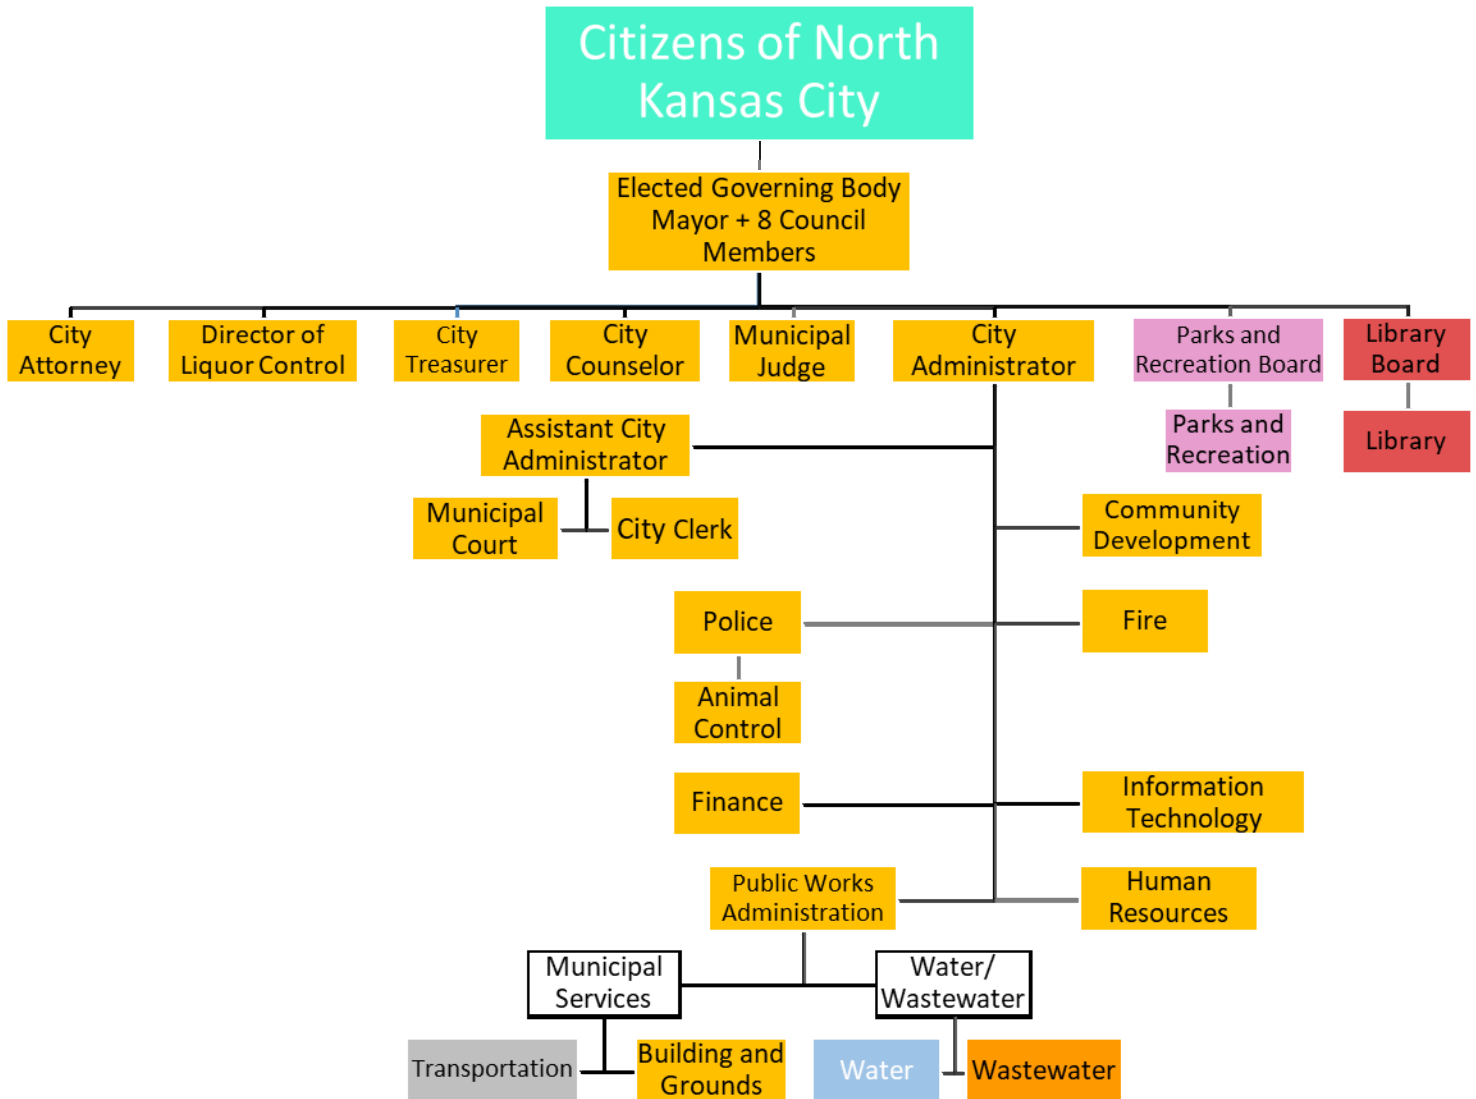 Citizens of North
Kansas City
Elected Governing Body
Mayor + 8 Council
Members
City
Attorney
Director of
Liquor Control
City
Treasurer
City
Counselor
Municipal
Judge
City
Administrator
Parks and
Recreation Board
Library
Board
Parks and
Recreation
Library
Assistant City
Administrator
Municipal
Court
City Clerk
Community
Development
Police
Fire
Animal
Control
Finance
Information
Technology
Public Works
Administration
Human
Resources
Municipal
Services
Water/
Wastewater
Transportation
Building and
Grounds
Water
Wastewater